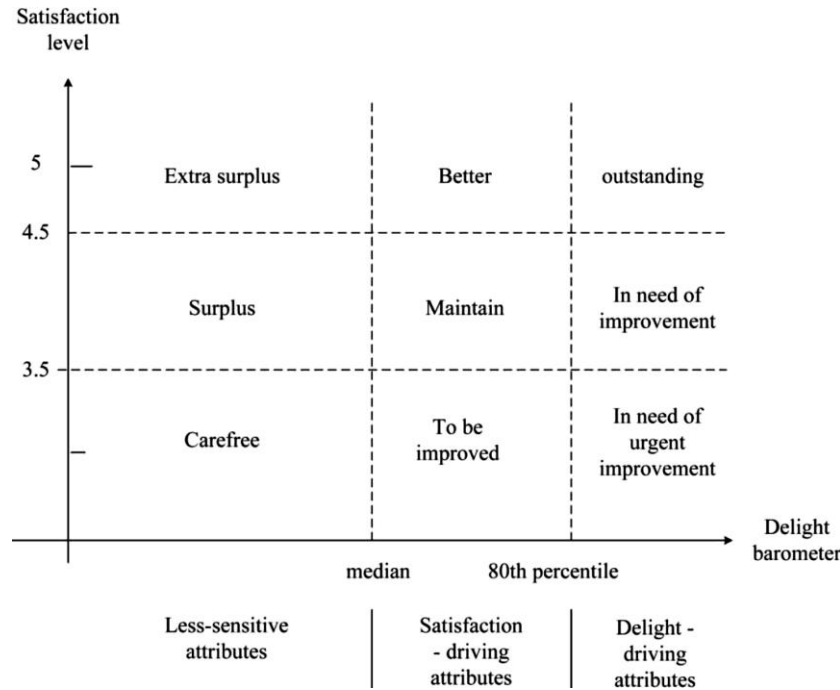 Satisfaction
level
5
Extra surplus
Better
outstanding
4.5
Surplus
Maintain
In need of
improvement
3.5
Carefree
To be
improved
In need of
urgent
improvement
Delight
barometer
median
80th percentile
Less-sensitive
attributes
Satisfaction
- driving
attributes
Delight -
driving
attributes